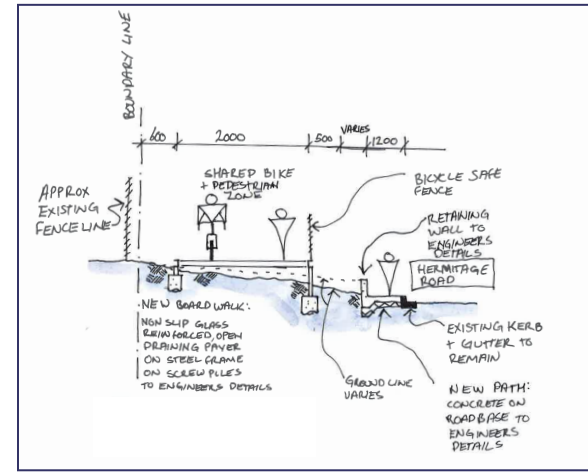 BOUNDARY LINE
600
2000
500
VARIES
1200
SHARED BIKE
+ PEDESTRIAN
ZONE
BICYCLE SAFE
FENCE
APPROX
EXISTING
FENCE LINE
RETAINING
WALL TO
ENGINEERS
DETAILS
HERMITAGE
ROAD
NEW BOARDWALK:
NON SLIP GLASS
REINFORCED, OPEN
DRAINING PAVER
ON STEEL FRAME
ON SCREW PILES
TO ENGINEERS DETAILS
GROUND LINE
VARIES
EXISTING KERB
+ GUTTER TO
REMAIN
NEW PATH:
CONCRETE ON
ROADBASE TO
ENGINEERS
DETAILS